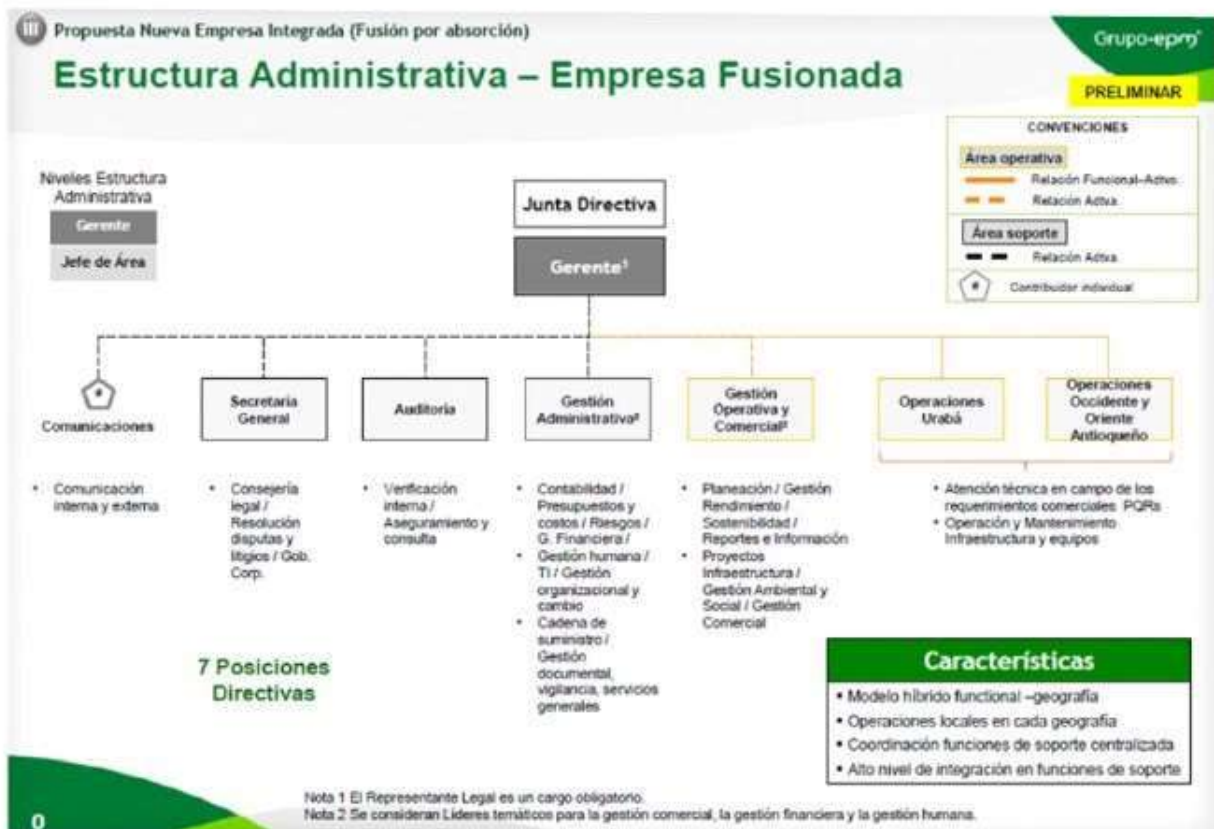 III Propuesta Nueva Empresa Integrada (Fusión por absorción)
Grupo·epm®
Estructura Administrativa – Empresa Fusionada
PRELIMINAR
CONVENCIONES
Área operativa
Relación Funcional–Adtiva
Relación Adtiva
Área soporte
Relación Adtiva
# Contribuidor individual
Niveles Estructura
Administrativa
Gerente
Jefe de Área
Junta Directiva
Gerente¹
#
Comunicaciones
Secretaria
General
Auditoría
Gestión
Administrativa²
Gestión
Operativa y
Comercial²
Operaciones
Urabá
Operaciones
Occidente y
Oriente
Antioqueño
• Comunicación
interna y externa
• Consejería
legal /
Resolución
disputas y
litigios / Gob.
Corp.
• Verificación
interna /
Aseguramiento y
consulta
• Contabilidad /
Presupuestos y
costos / Riesgos /
G. Financiera /
• Gestión humana /
TI / Gestión
organizacional y
cambio
• Cadena de
suministro /
Gestión
documental,
vigilancia, servicios
generales
• Planeación / Gestión
Rendimiento /
Sostenibilidad /
Reportes e Información
• Proyectos
Infraestructura /
Gestión Ambiental y
Social / Gestión
Comercial
• Atención técnica en campo de los
requerimientos comerciales PQRs
• Operación y Mantenimiento
Infraestructura y equipos
7 Posiciones
Directivas
Características
• Modelo híbrido functional –geografía
• Operaciones locales en cada geografía
• Coordinación funciones de soporte centralizada
• Alto nivel de integración en funciones de soporte
Nota 1 El Representante Legal es un cargo obligatorio.
Nota 2 Se consideran Líderes temáticos para la gestión comercial, la gestión financiera y la gestión humana.
0